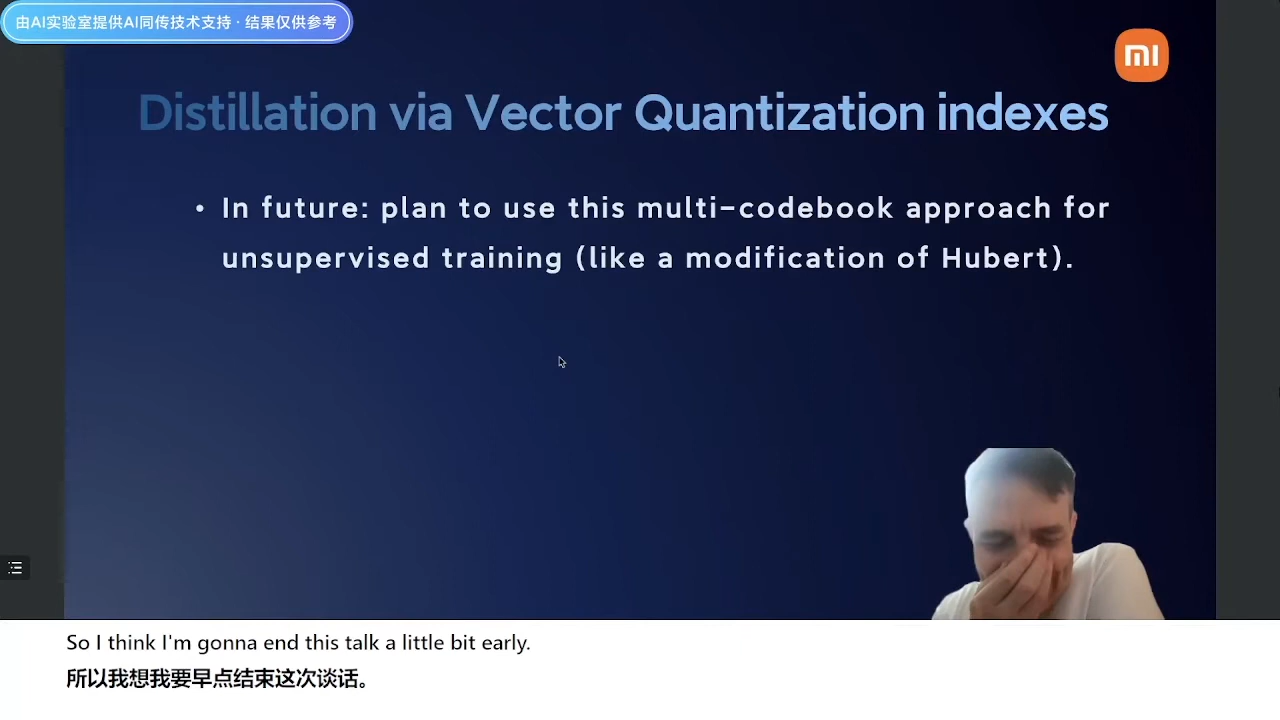 由AI实验室提供AI同传技术支持 · 结果仅供参考
mi
Distillation via Vector Quantization indexes
• In future: plan to use this multi-codebook approach for
unsupervised training (like a modification of Hubert).
So I think I'm gonna end this talk a little bit early.
所以我想我要早点结束这次谈话。